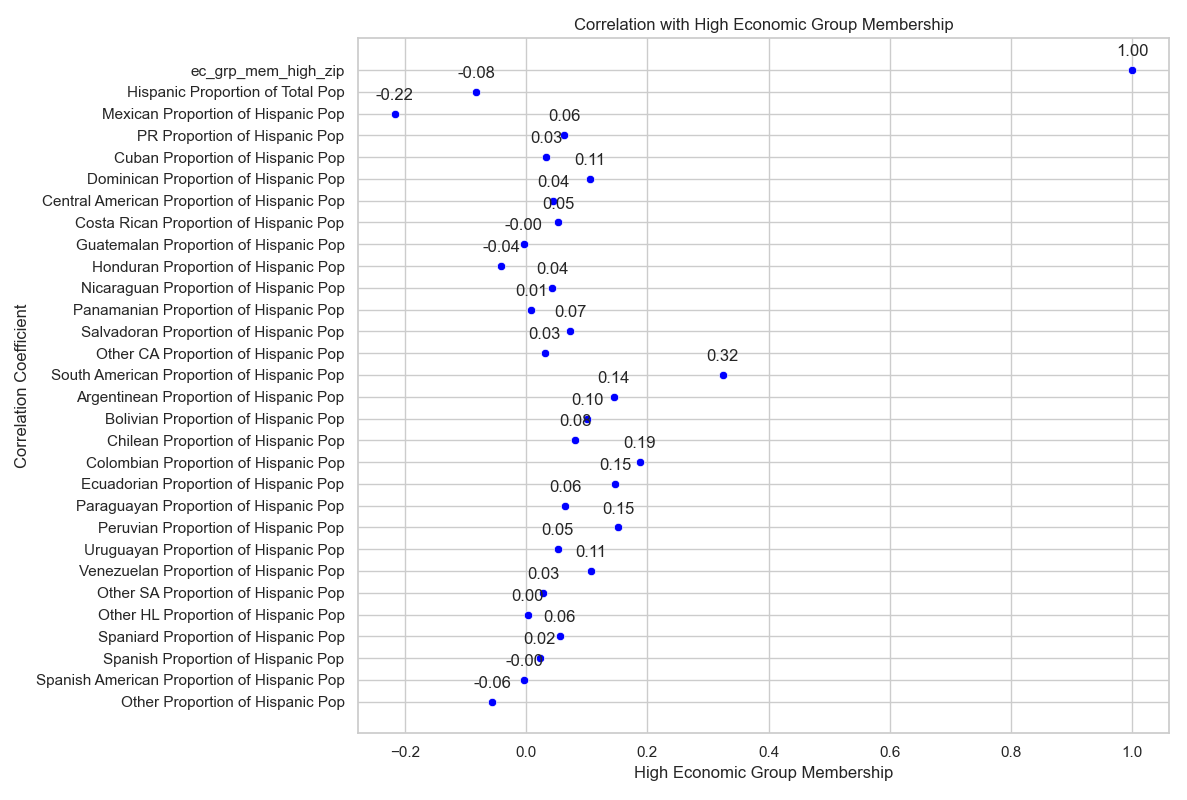 Correlation with High Economic Group Membership
1.00
ec_grp_mem_high_zip
-0.08
Hispanic Proportion of Total Pop
-0.22
Mexican Proportion of Hispanic Pop
0.06
PR Proportion of Hispanic Pop
0.03
Cuban Proportion of Hispanic Pop
0.11
Dominican Proportion of Hispanic Pop
0.04
Central American Proportion of Hispanic Pop
0.05
Costa Rican Proportion of Hispanic Pop
-0.00
Guatemalan Proportion of Hispanic Pop
-0.04
Honduran Proportion of Hispanic Pop
0.04
Nicaraguan Proportion of Hispanic Pop
0.01
Panamanian Proportion of Hispanic Pop
0.07
Salvadoran Proportion of Hispanic Pop
0.03
Other CA Proportion of Hispanic Pop
0.32
South American Proportion of Hispanic Pop
0.14
Argentinean Proportion of Hispanic Pop
0.10
Bolivian Proportion of Hispanic Pop
0.08
Chilean Proportion of Hispanic Pop
0.19
Colombian Proportion of Hispanic Pop
0.15
Ecuadorian Proportion of Hispanic Pop
0.06
Paraguayan Proportion of Hispanic Pop
0.15
Peruvian Proportion of Hispanic Pop
0.05
Uruguayan Proportion of Hispanic Pop
0.11
Venezuelan Proportion of Hispanic Pop
0.03
Other SA Proportion of Hispanic Pop
0.00
Other HL Proportion of Hispanic Pop
0.06
Spaniard Proportion of Hispanic Pop
0.02
Spanish Proportion of Hispanic Pop
-0.00
Spanish American Proportion of Hispanic Pop
-0.06
Other Proportion of Hispanic Pop
Correlation Coefficient
−0.2 0.0 0.2 0.4 0.6 0.8 1.0
High Economic Group Membership